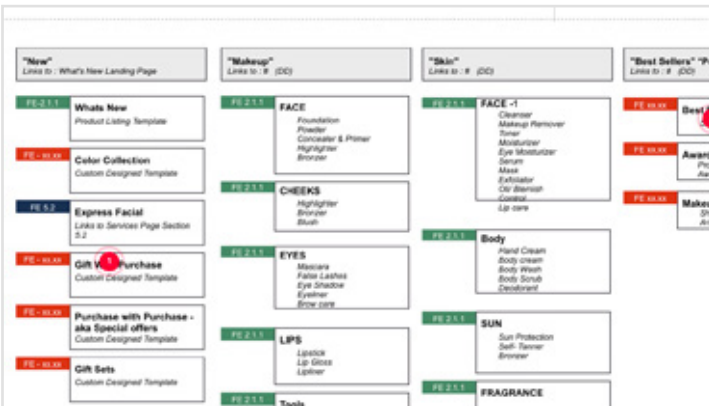 "New"
Links to : What's New Landing Page
FE-2.1.1
Whats New
Product Listing Template
FE - xx.xx
Color Collection
Custom Designed Template
FE 5.2
Express Facial
Links to Services Page Section
5.2
FE - xx.xx
Gift Purchase
1
Custom Designed Template
FE - xx.xx
Purchase with Purchase -
aka Special offers
Custom Designed Template
FE - xx.xx
Gift Sets
Custom Designed Template
"Makeup"
Links to : # (DD)
FE 2.1.1
FACE
Foundation
Powder
Concealer & Primer
Highlighter
Bronzer
FE 2.1.1
CHEEKS
Highlighter
Bronzer
Blush
FE 2.1.1
EYES
Mascara
False Lashes
Eye Shadow
Eyeliner
Brow care
FE 2.1.1
LIPS
Lipstick
Lip Gloss
Lipliner
FE 2.1.1
Tools
"Skin"
Links to : # (DD)
FE 2.1.1
FACE -1
Cleanser
Makeup Remover
Toner
Moisturizer
Eye Moisturizer
Serum
Mask
Exfoliator
Oil/ Blemish
Control
Lip care
FE 2.1.1
Body
Hand Cream
Body cream
Body Wash
Body Scrub
Deodorant
FE 2.1.1
SUN
Sun Protection
Self- Tanner
Bronzer
FE 2.1.1
FRAGRANCE
"Best Sellers"
Links to : # (DD)
FE xx.xx
Best
FE xx.xx
Awar
FE xx.xx
Makeu